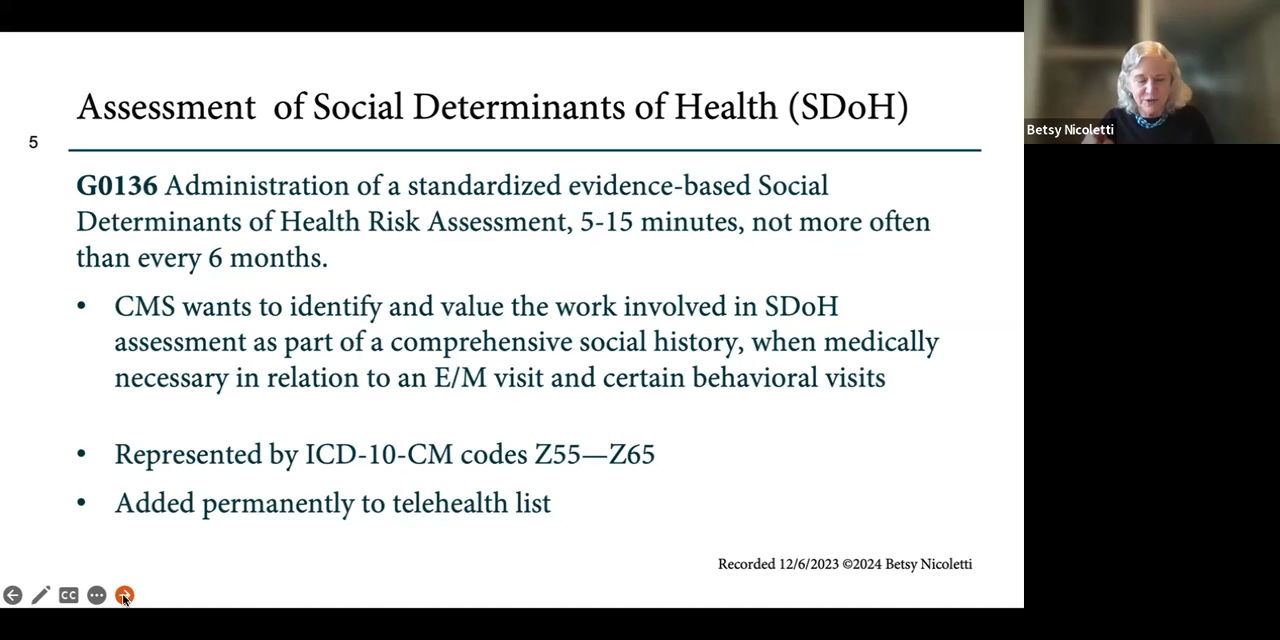 Assessment of Social Determinants of Health (SDoH)
5
G0136 Administration of a standardized evidence-based Social
Determinants of Health Risk Assessment, 5-15 minutes, not more often
than every 6 months.
• CMS wants to identify and value the work involved in SDoH
assessment as part of a comprehensive social history, when medically
necessary in relation to an E/M visit and certain behavioral visits
• Represented by ICD-10-CM codes Z55—Z65
• Added permanently to telehealth list
Recorded 12/6/2023 ©2024 Betsy Nicoletti
CC
Betsy Nicoletti